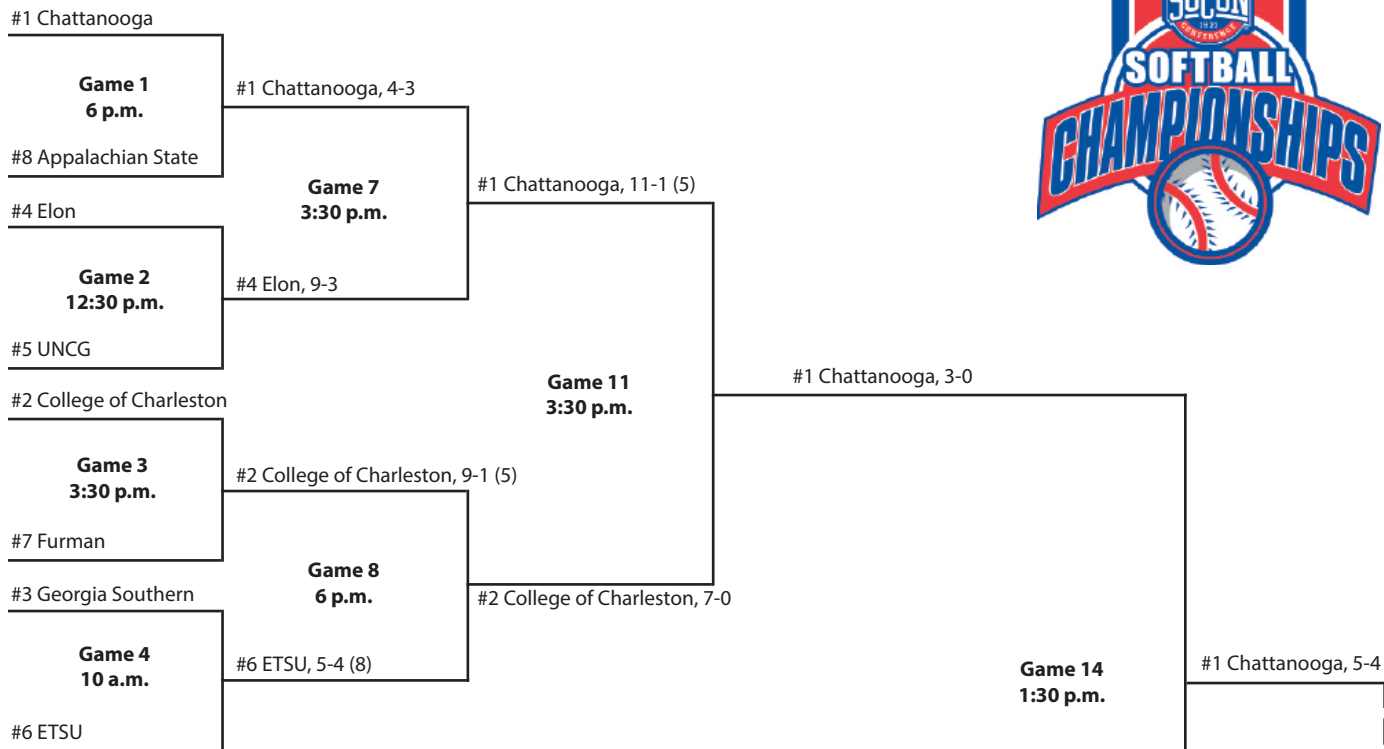 #1 Chattanooga
Game 1
6 p.m.
#8 Appalachian State
#4 Elon
Game 2
12:30 p.m.
#5 UNCG
#2 College of Charleston
Game 3
3:30 p.m.
#7 Furman
#3 Georgia Southern
Game 4
10 a.m.
#6 ETSU
#1 Chattanooga, 4-3
Game 7
3:30 p.m.
#4 Elon, 9-3
#2 College of Charleston, 9-1 (5)
Game 8
6 p.m.
#6 ETSU, 5-4 (8)
#1 Chattanooga, 11-1 (5)
Game 11
3:30 p.m.
#2 College of Charleston, 7-0
#1 Chattanooga, 3-0
Game 14
1:30 p.m.
#1 Chattanooga, 5-4
SOCON
1921
CONFERENCE
SOFTBALL
CHAMPIONSHIPS